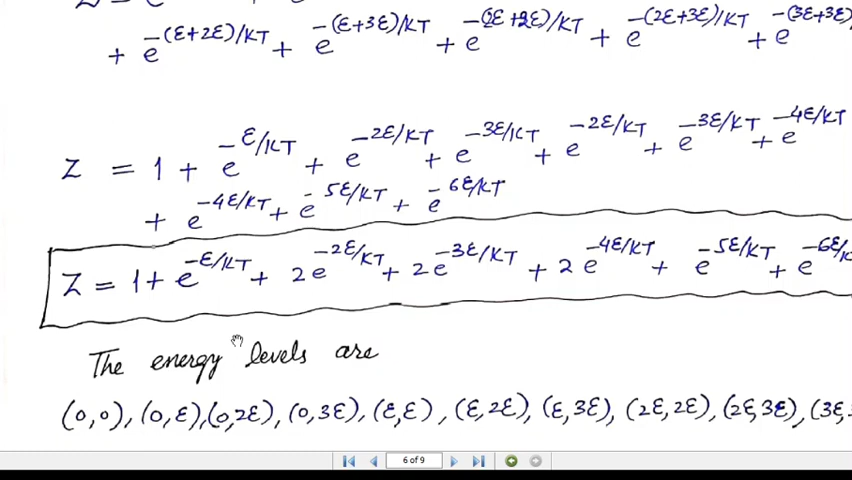 + e^-(ε+2ε)/KT + e^-(ε+3ε)/KT + e^-(2ε+2ε)/KT + e^-(2ε+3ε)/KT + e^-(3ε+3ε)/
Z = 1 + e^-ε/KT + e^-2ε/KT + e^-3ε/KT + e^-2ε/KT + e^-3ε/KT + e^-4ε/KT
+ e^-4ε/KT + e^-5ε/KT + e^-6ε/KT
Z = 1 + e^-ε/KT + 2e^-2ε/KT + 2e^-3ε/KT + 2e^-4ε/KT + e^-5ε/KT + e^-6ε/K
The energy levels are
(0,0), (0,ε), (0,2ε), (0,3ε), (ε,ε), (ε,2ε), (ε,3ε), (2ε,2ε), (2ε,3ε), (3ε,
6 of 9